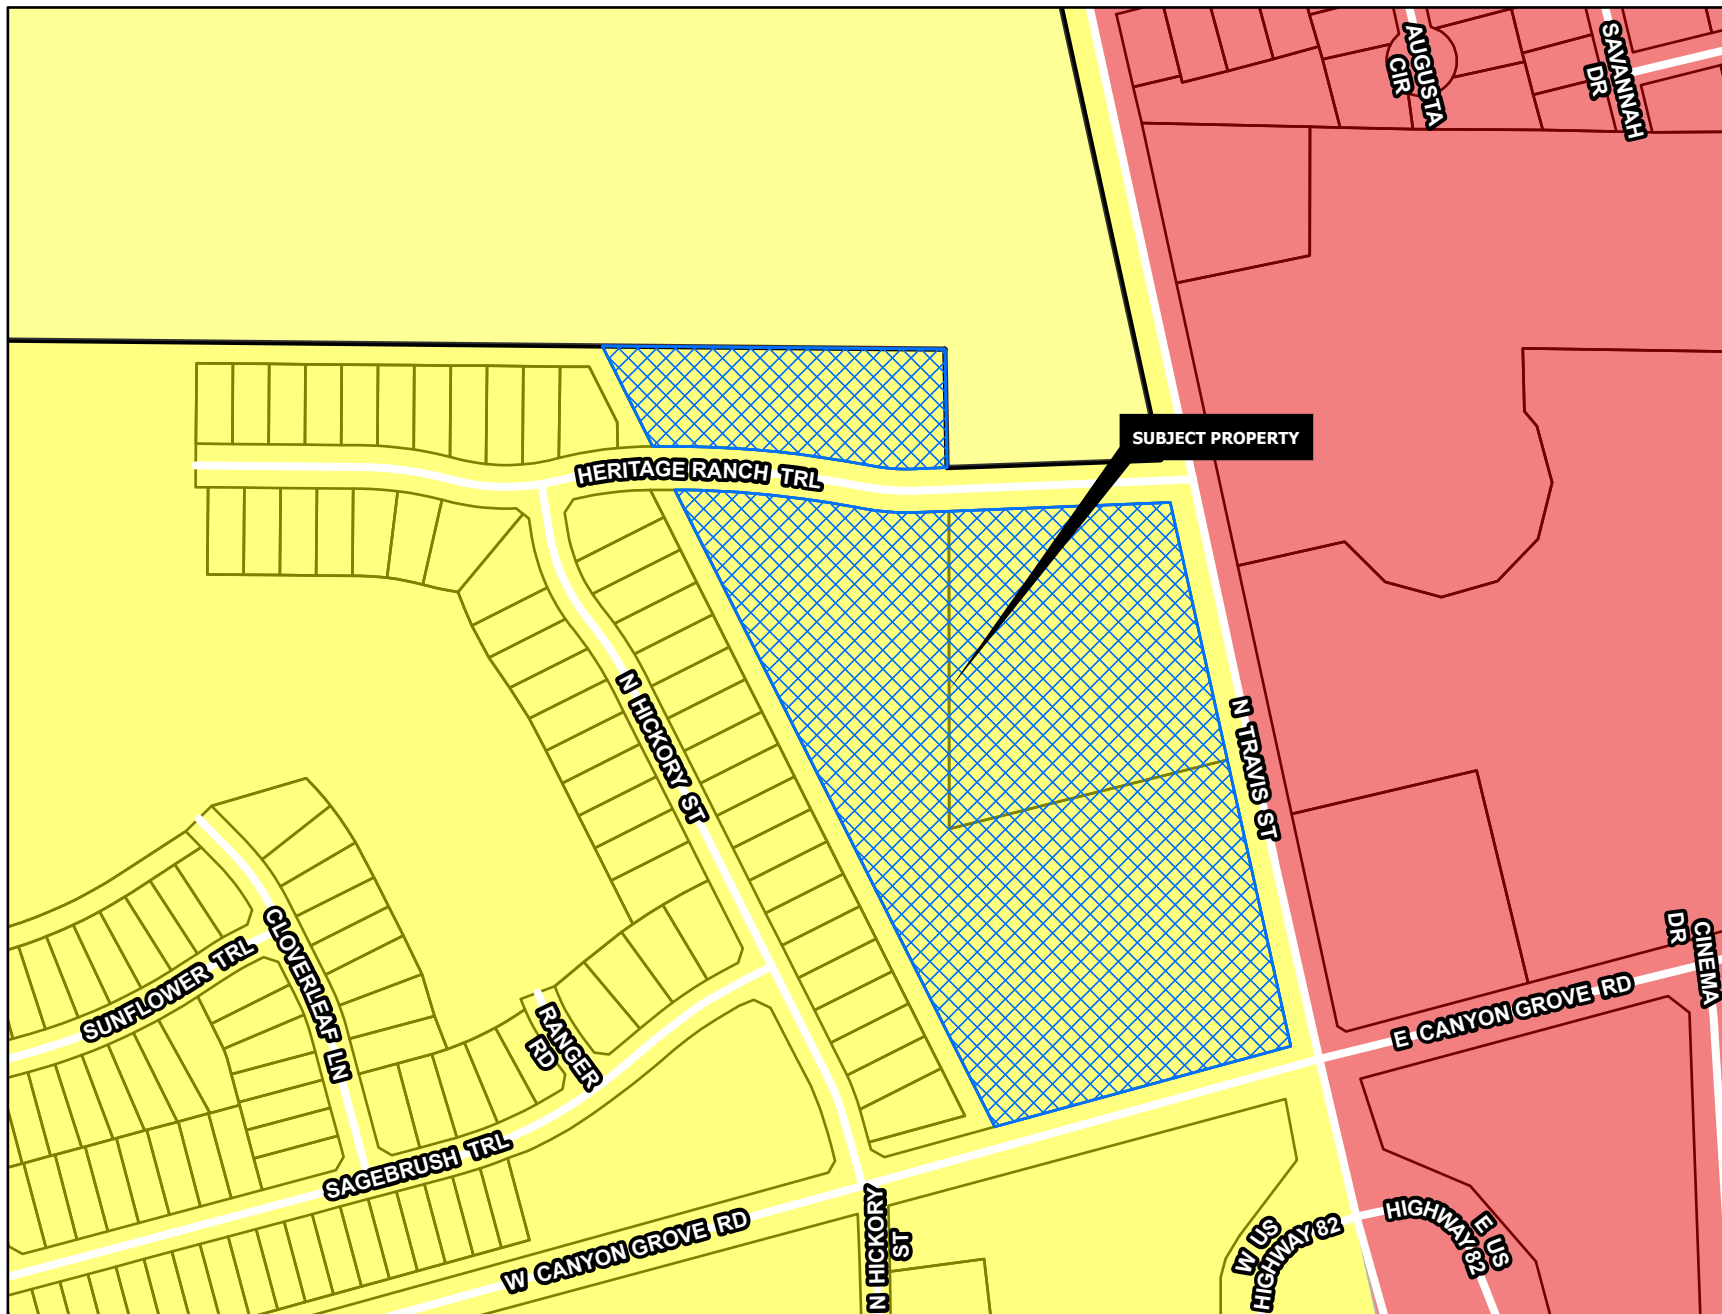 AUGUSTA
CIR
SAVANNAH
DR
SUBJECT PROPERTY
HERITAGE RANCH TRL
N HICKORY ST
N TRAVIS ST
CLOVERLEAF LN
SUNFLOWER TRL
RANGER
RD
CINEMA
DR
E CANYON GROVE RD
SAGEBRUSH TRL
W CANYON GROVE RD
N HICKORY
ST
W US
HIGHWAY 82
E US
HIGHWAY 82